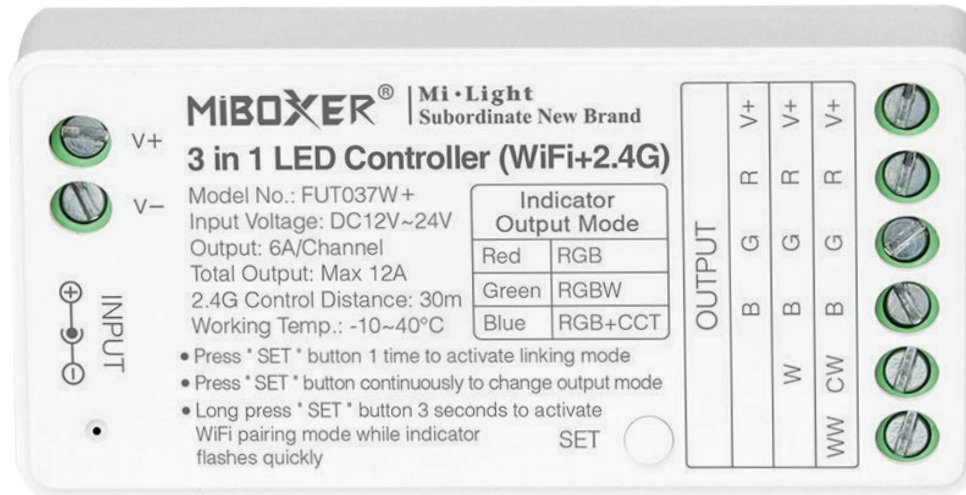 V+
V−
INPUT
MiBOXER® Mi·Light
Subordinate New Brand
3 in 1 LED Controller (WiFi+2.4G)
Model No.: FUT037W+
Input Voltage: DC12V~24V
Output: 6A/Channel
Total Output: Max 12A
2.4G Control Distance: 30m
Working Temp.: -10~40°C
Indicator
Output Mode
Red RGB
Green RGBW
Blue RGB+CCT
• Press "SET" button 1 time to activate linking mode
• Press "SET" button continuously to change output mode
• Long press "SET" button 3 seconds to activate
WiFi pairing mode while indicator
flashes quickly
SET
OUTPUT
V+ V+ V+
R R R
G G G
B B B
W CW
WW